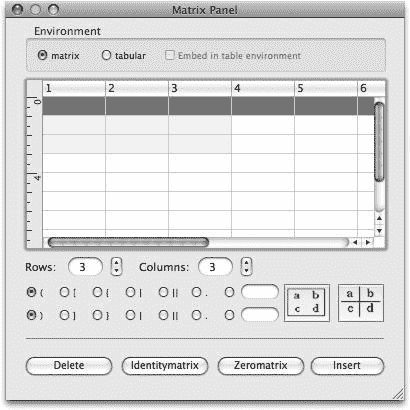 Matrix Panel
Environment
matrix tabular Embed in table environment
1 2 3 4 5 6
0
4
Rows: 3 Columns: 3
( [ { | || .
) ] } | || .
a b a b
c d c d
Delete Identitymatrix Zeromatrix Insert